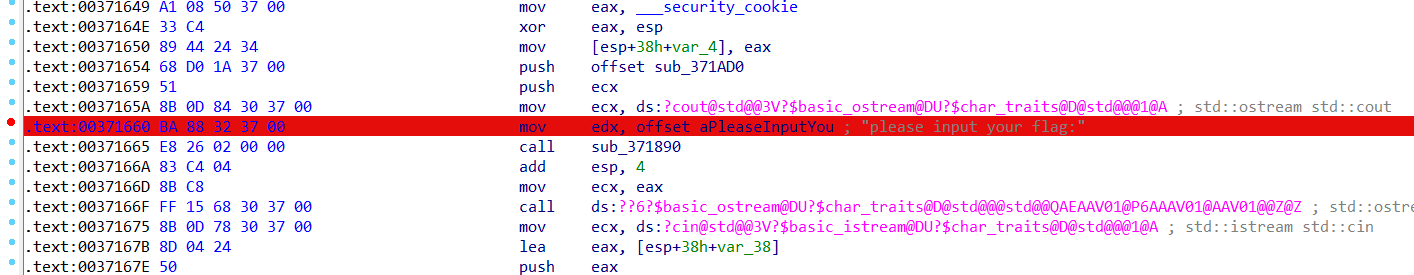 .text:00371649 A1 08 50 37 00 mov eax, ___security_cookie
.text:0037164E 33 C4 xor eax, esp
.text:00371650 89 44 24 34 mov [esp+38h+var_4], eax
.text:00371654 68 D0 1A 37 00 push offset sub_371AD0
.text:00371659 51 push ecx
.text:0037165A 8B 0D 84 30 37 00 mov ecx, ds:?cout@std@@3V?$basic_ostream@DU?$char_traits@D@std@@@1@A ; std::ostream std::cout
.text:00371660 BA 88 32 37 00 mov edx, offset aPleaseInputYou ; "please input your flag:"
.text:00371665 E8 26 02 00 00 call sub_371890
.text:0037166A 83 C4 04 add esp, 4
.text:0037166D 8B C8 mov ecx, eax
.text:0037166F FF 15 68 30 37 00 call ds:??6?$basic_ostream@DU?$char_traits@D@std@@@std@@QAEAAV01@P6AAAV01@AAV01@@Z@Z ; std::ostre
.text:00371675 8B 0D 78 30 37 00 mov ecx, ds:?cin@std@@3V?$basic_istream@DU?$char_traits@D@std@@@1@A ; std::istream std::cin
.text:0037167B 8D 04 24 lea eax, [esp+38h+var_38]
.text:0037167E 50 push eax